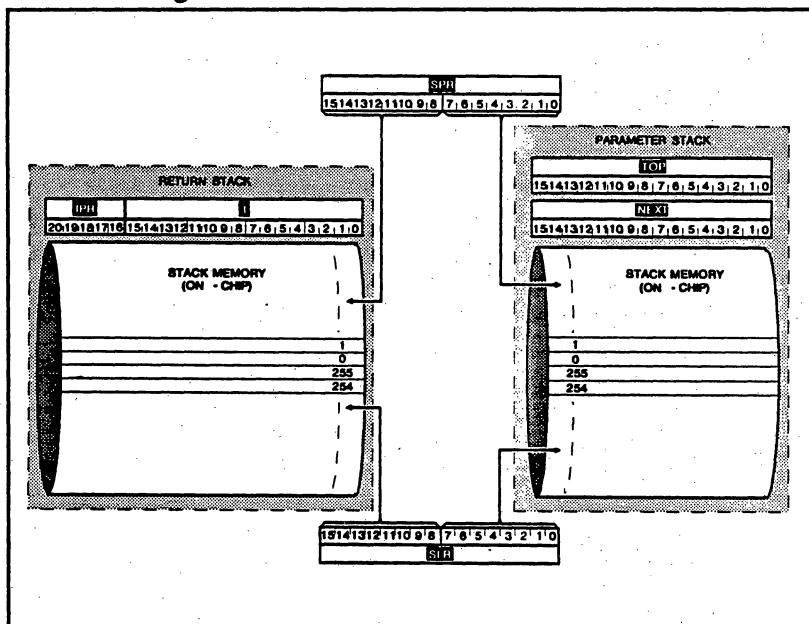 SPR
15 14 13 12 11 10 9 8 7 6 5 4 3 2 1 0
RETURN STACK
IPR I
20 19 18 17 16 15 14 13 12 11 10 9 8 7 6 5 4 3 2 1 0
STACK MEMORY
(ON - CHIP)
1
0
255
254
PARAMETER STACK
TOP
15 14 13 12 11 10 9 8 7 6 5 4 3 2 1 0
NEXT
15 14 13 12 11 10 9 8 7 6 5 4 3 2 1 0
STACK MEMORY
(ON - CHIP)
1
0
255
254
15 14 13 12 11 10 9 8 7 6 5 4 3 2 1 0
SLR